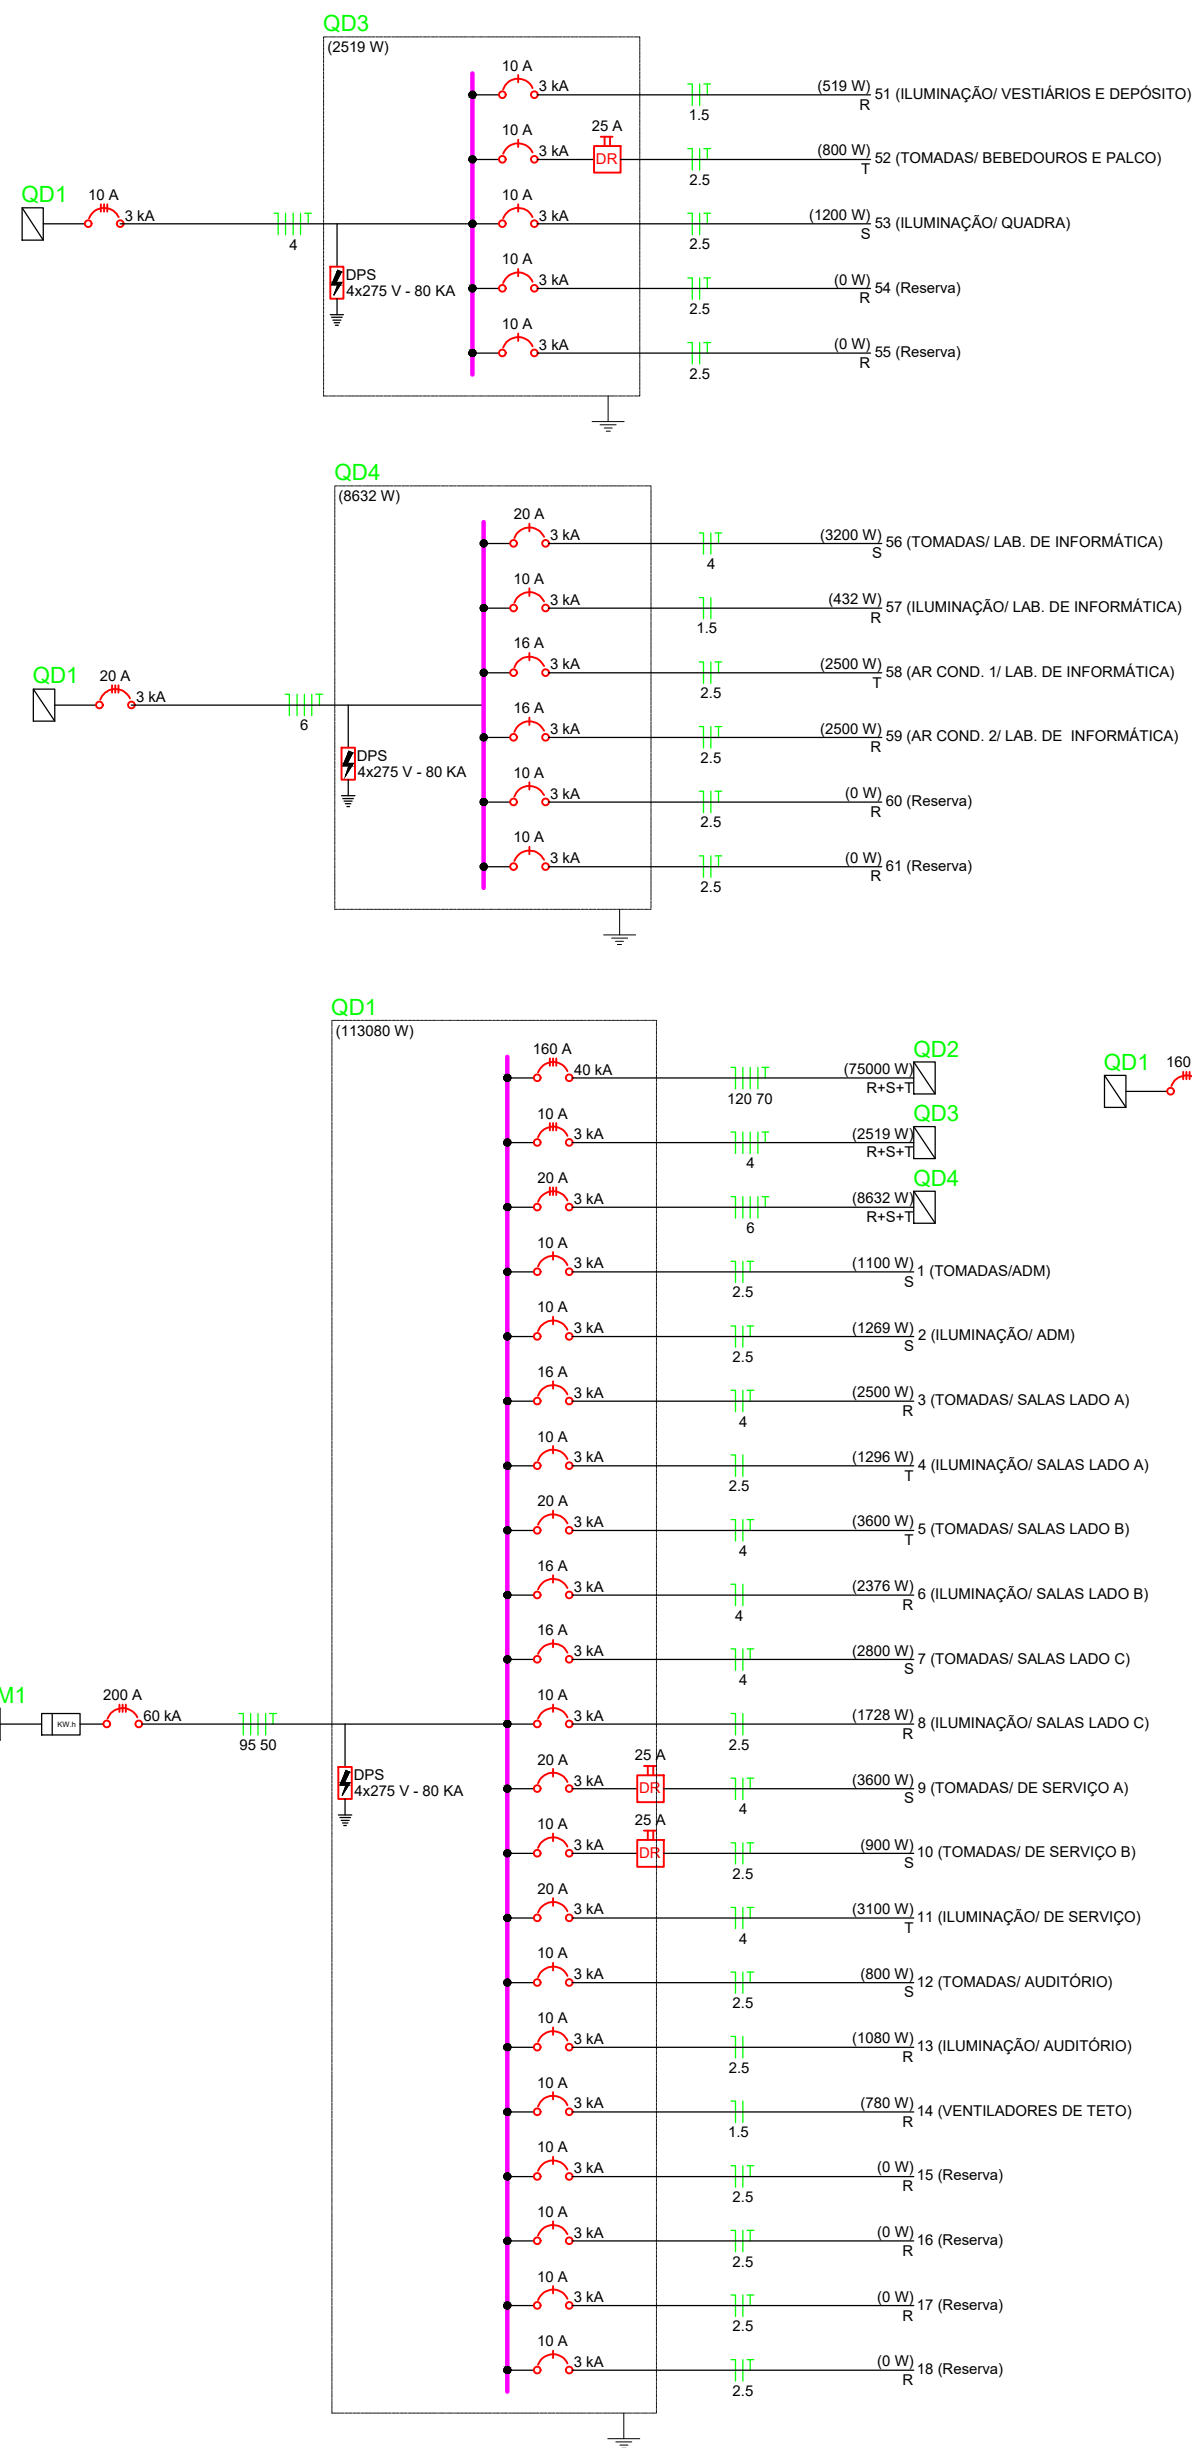 QD3
(2519 W)
10 A
3 kA
1.5
(519 W)
R
51 (ILUMINAÇÃO/ VESTIÁRIOS E DEPÓSITO)
10 A
3 kA
25 A
DR
2.5
(800 W)
T
52 (TOMADAS/ BEBEDOUROS E PALCO)
QD1
10 A
3 kA
4
10 A
3 kA
2.5
(1200 W)
S
53 (ILUMINAÇÃO/ QUADRA)
DPS
4x275 V - 80 KA
10 A
3 kA
2.5
(0 W)
R
54 (Reserva)
10 A
3 kA
2.5
(0 W)
R
55 (Reserva)
QD4
(8632 W)
20 A
3 kA
4
(3200 W)
S
56 (TOMADAS/ LAB. DE INFORMÁTICA)
10 A
3 kA
1.5
(432 W)
R
57 (ILUMINAÇÃO/ LAB. DE INFORMÁTICA)
QD1
20 A
3 kA
6
16 A
3 kA
2.5
(2500 W)
T
58 (AR COND. 1/ LAB. DE INFORMÁTICA)
DPS
4x275 V - 80 KA
16 A
3 kA
2.5
(2500 W)
R
59 (AR COND. 2/ LAB. DE  INFORMÁTICA)
10 A
3 kA
2.5
(0 W)
R
60 (Reserva)
10 A
3 kA
2.5
(0 W)
R
61 (Reserva)
QD1
(113080 W)
160 A
40 kA
120 70
(75000 W)
R+S+T
QD2
QD1
160
10 A
3 kA
4
(2519 W)
R+S+T
QD3
20 A
3 kA
6
(8632 W)
R+S+T
QD4
10 A
3 kA
2.5
(1100 W)
S
1 (TOMADAS/ADM)
10 A
3 kA
2.5
(1269 W)
S
2 (ILUMINAÇÃO/ ADM)
16 A
3 kA
4
(2500 W)
R
3 (TOMADAS/ SALAS LADO A)
10 A
3 kA
2.5
(1296 W)
T
4 (ILUMINAÇÃO/ SALAS LADO A)
20 A
3 kA
4
(3600 W)
T
5 (TOMADAS/ SALAS LADO B)
16 A
3 kA
4
(2376 W)
R
6 (ILUMINAÇÃO/ SALAS LADO B)
16 A
3 kA
4
(2800 W)
S
7 (TOMADAS/ SALAS LADO C)
M1
KW.h
200 A
60 kA
95 50
10 A
3 kA
2.5
(1728 W)
R
8 (ILUMINAÇÃO/ SALAS LADO C)
DPS
4x275 V - 80 KA
20 A
3 kA
25 A
DR
4
(3600 W)
S
9 (TOMADAS/ DE SERVIÇO A)
10 A
3 kA
25 A
DR
2.5
(900 W)
S
10 (TOMADAS/ DE SERVIÇO B)
20 A
3 kA
4
(3100 W)
T
11 (ILUMINAÇÃO/ DE SERVIÇO)
10 A
3 kA
2.5
(800 W)
S
12 (TOMADAS/ AUDITÓRIO)
10 A
3 kA
2.5
(1080 W)
R
13 (ILUMINAÇÃO/ AUDITÓRIO)
10 A
3 kA
1.5
(780 W)
R
14 (VENTILADORES DE TETO)
10 A
3 kA
2.5
(0 W)
R
15 (Reserva)
10 A
3 kA
2.5
(0 W)
R
16 (Reserva)
10 A
3 kA
2.5
(0 W)
R
17 (Reserva)
10 A
3 kA
2.5
(0 W)
R
18 (Reserva)